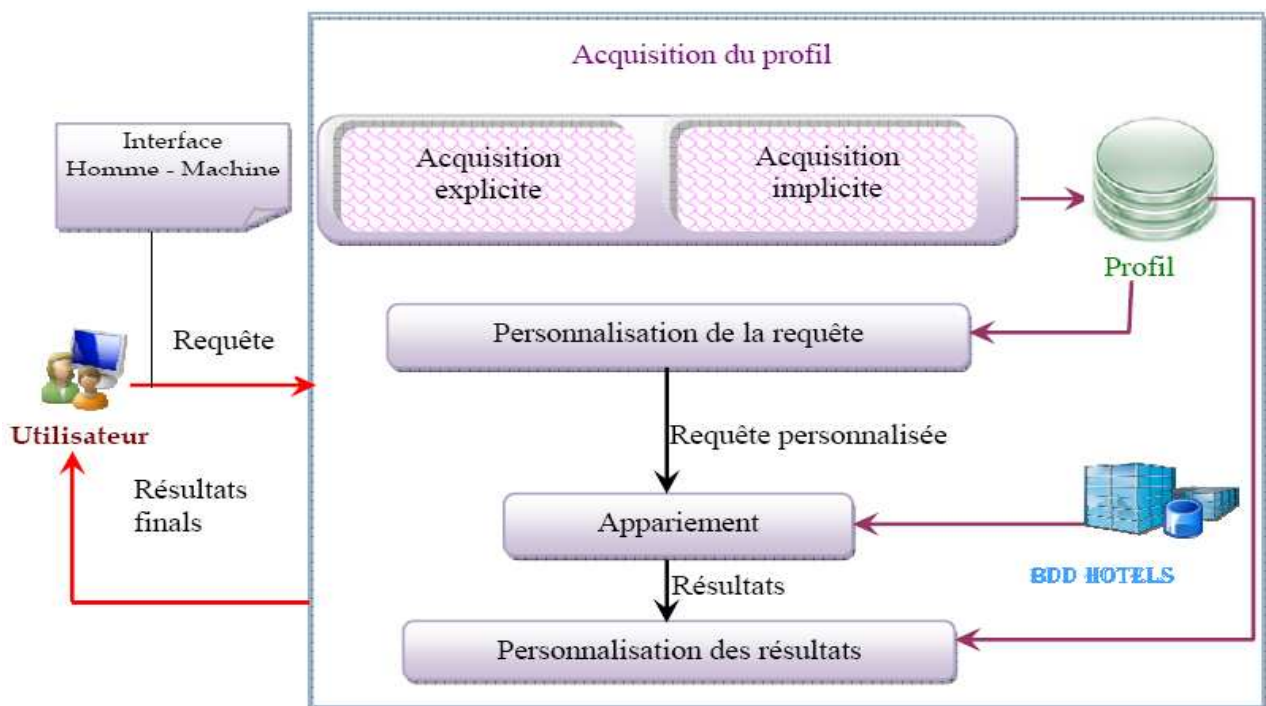 Acquisition du profil
Interface
Homme - Machine
Acquisition
explicite
Acquisition
implicite
Profil
Personnalisation de la requête
Requête
Utilisateur
Requête personnalisée
Résultats
finals
Appariement
BDD HOTELS
Résultats
Personnalisation des résultats